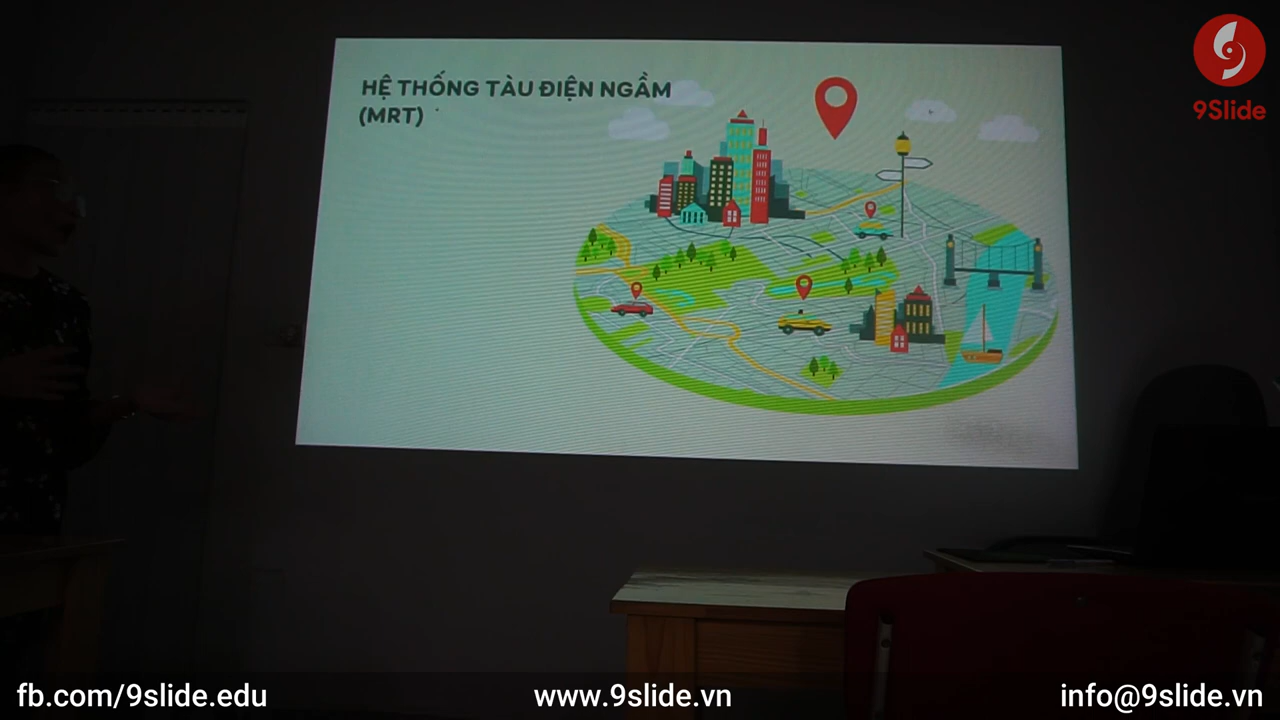 HỆ THỐNG TÀU ĐIỆN NGẦM
(MRT)
9Slide
fb.com/9slide.edu
www.9slide.vn
info@9slide.vn